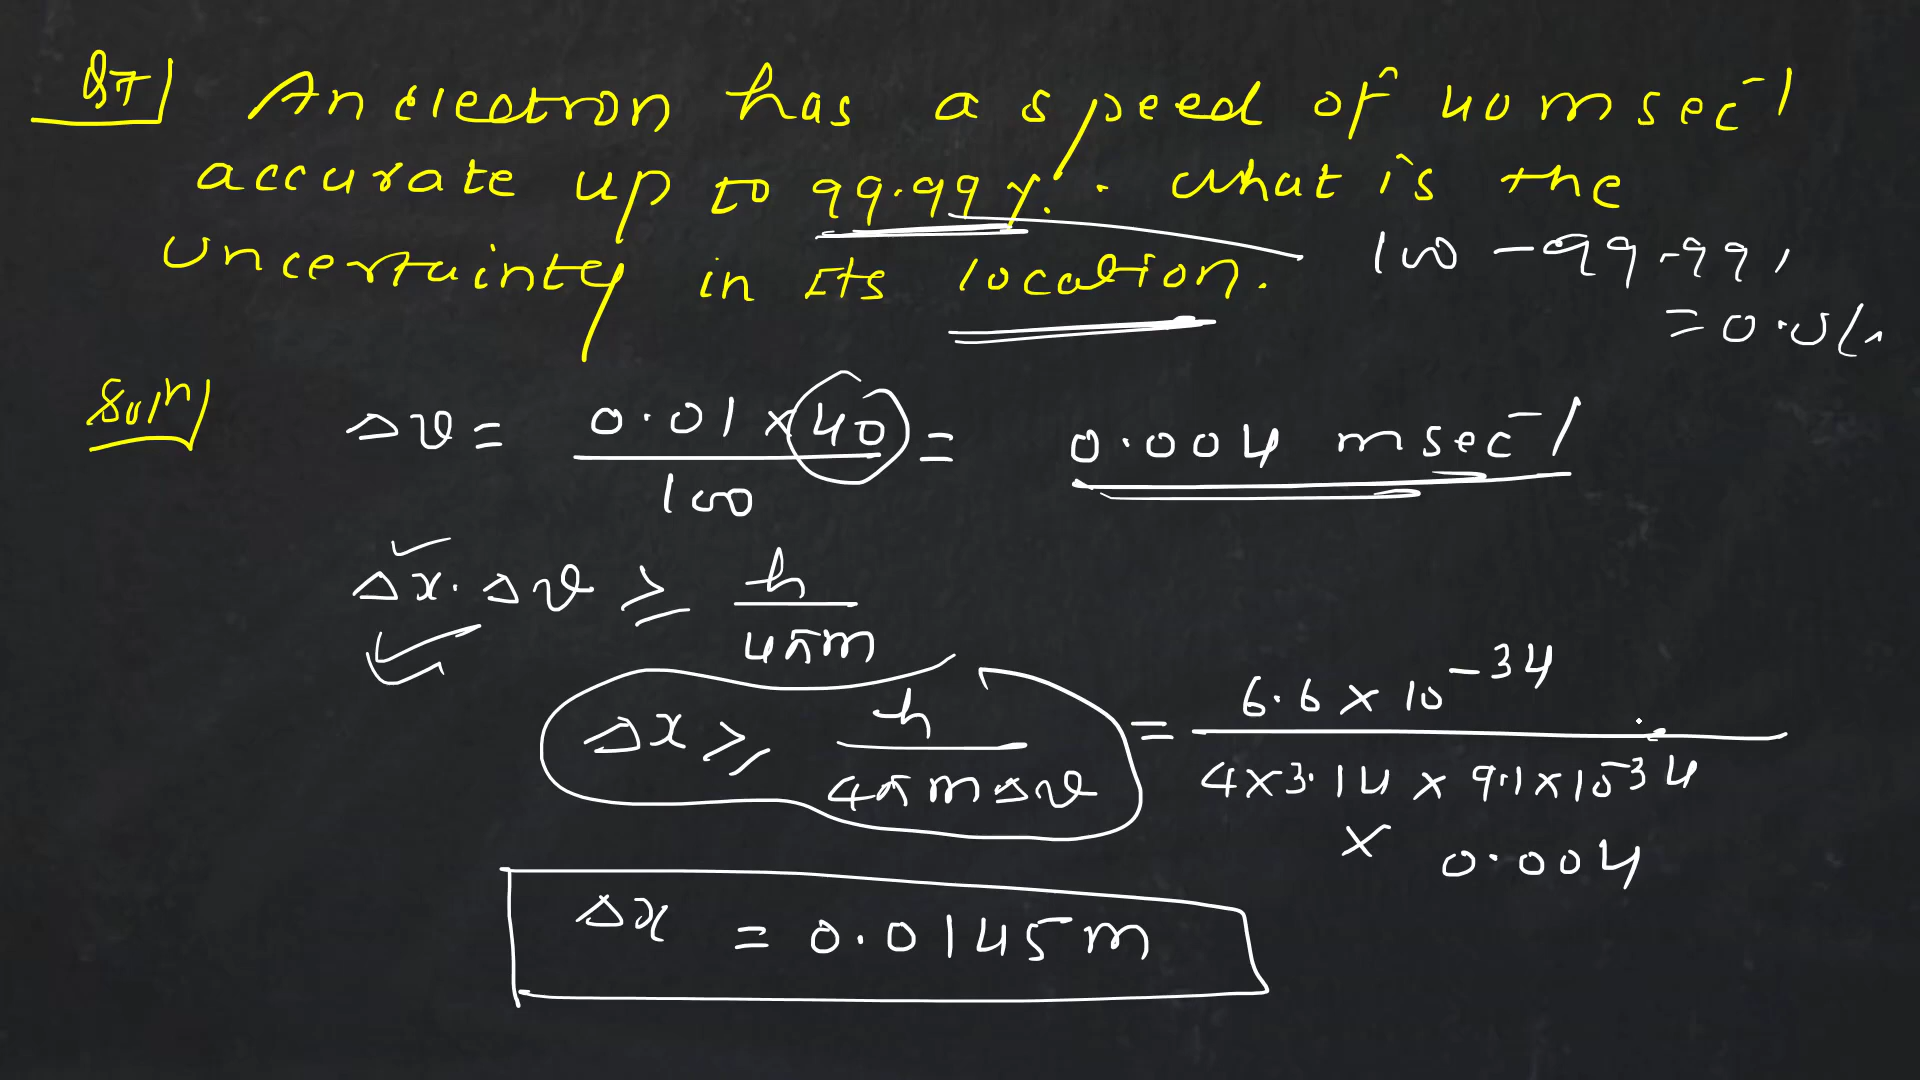 Q7 An electron has a speed of 40 m sec⁻¹
accurate up to 99.99 %. what is the
uncertainty in its location.
100 - 99.99 %
= 0.01 %
Soln
Δv = 0.01 × 40 / 100 = 0.004 m sec⁻¹
Δx. Δv ≥ h / 4πm
Δx ≥ h / 4πmΔv = 6.6 × 10⁻³⁴ / 4×3.14 × 9.1×10⁻³⁴
× 0.004
Δx = 0.0145 m